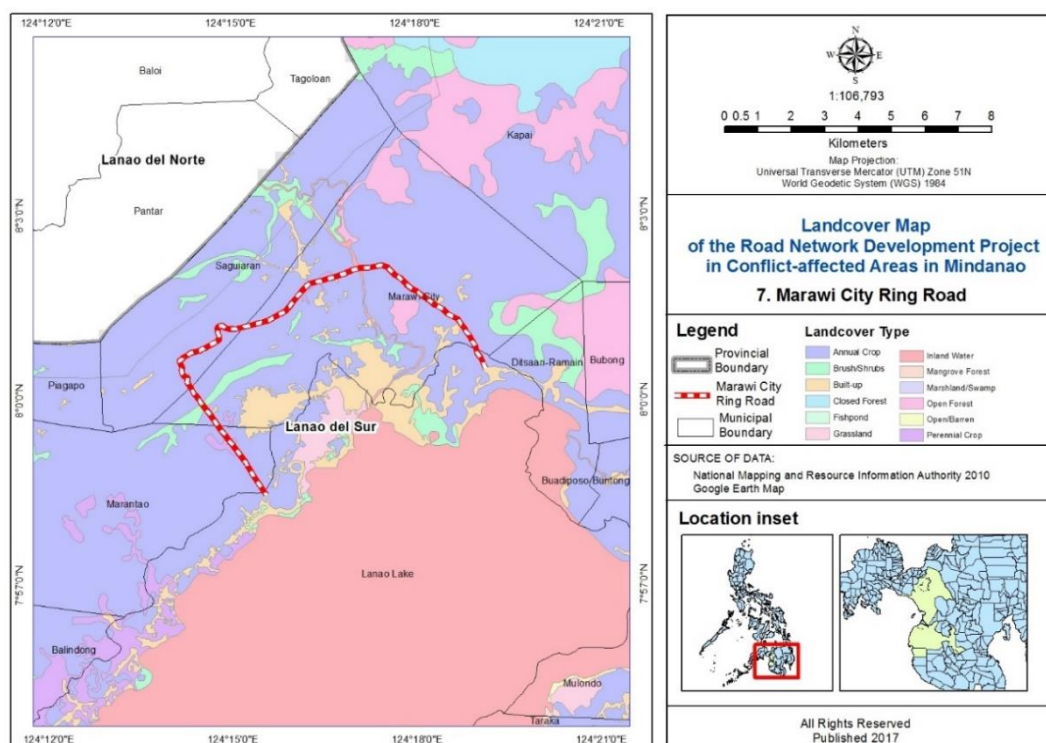 124°12'0"E 124°15'0"E 124°18'0"E 124°21'0"E
Baloi
Tagoloan
Kapai
Lanao del Norte
Pantar
8°3'0"N 8°3'0"N
Saguiaran
Marawi City
Ditsaan-Ramain
Bubong
Piagapo
8°0'0"N 8°0'0"N
Lanao del Sur
Buadiposo/Buntong
Marantao
Lanao Lake
7°57'0"N 7°57'0"N
Balindong
Mulondo
Taraka
124°12'0"E 124°15'0"E 124°18'0"E 124°21'0"E
N
W E
S
1:106,793
0 0.5 1 2 3 4 5 6 7 8
Kilometers
Map Projection:
Universal Transverse Mercator (UTM) Zone 51N
World Geodetic System (WGS) 1984
Landcover Map
of the Road Network Development Project
in Conflict-affected Areas in Mindanao
7. Marawi City Ring Road
Legend
Provincial
Boundary
Marawi City
Ring Road
Municipal
Boundary
Landcover Type
Annual Crop
Brush/Shrubs
Built-up
Closed Forest
Fishpond
Grassland
Inland Water
Mangrove Forest
Marshland/Swamp
Open Forest
Open/Barren
Perennial Crop
SOURCE OF DATA:
National Mapping and Resource Information Authority 2010
Google Earth Map
Location inset
All Rights Reserved
Published 2017